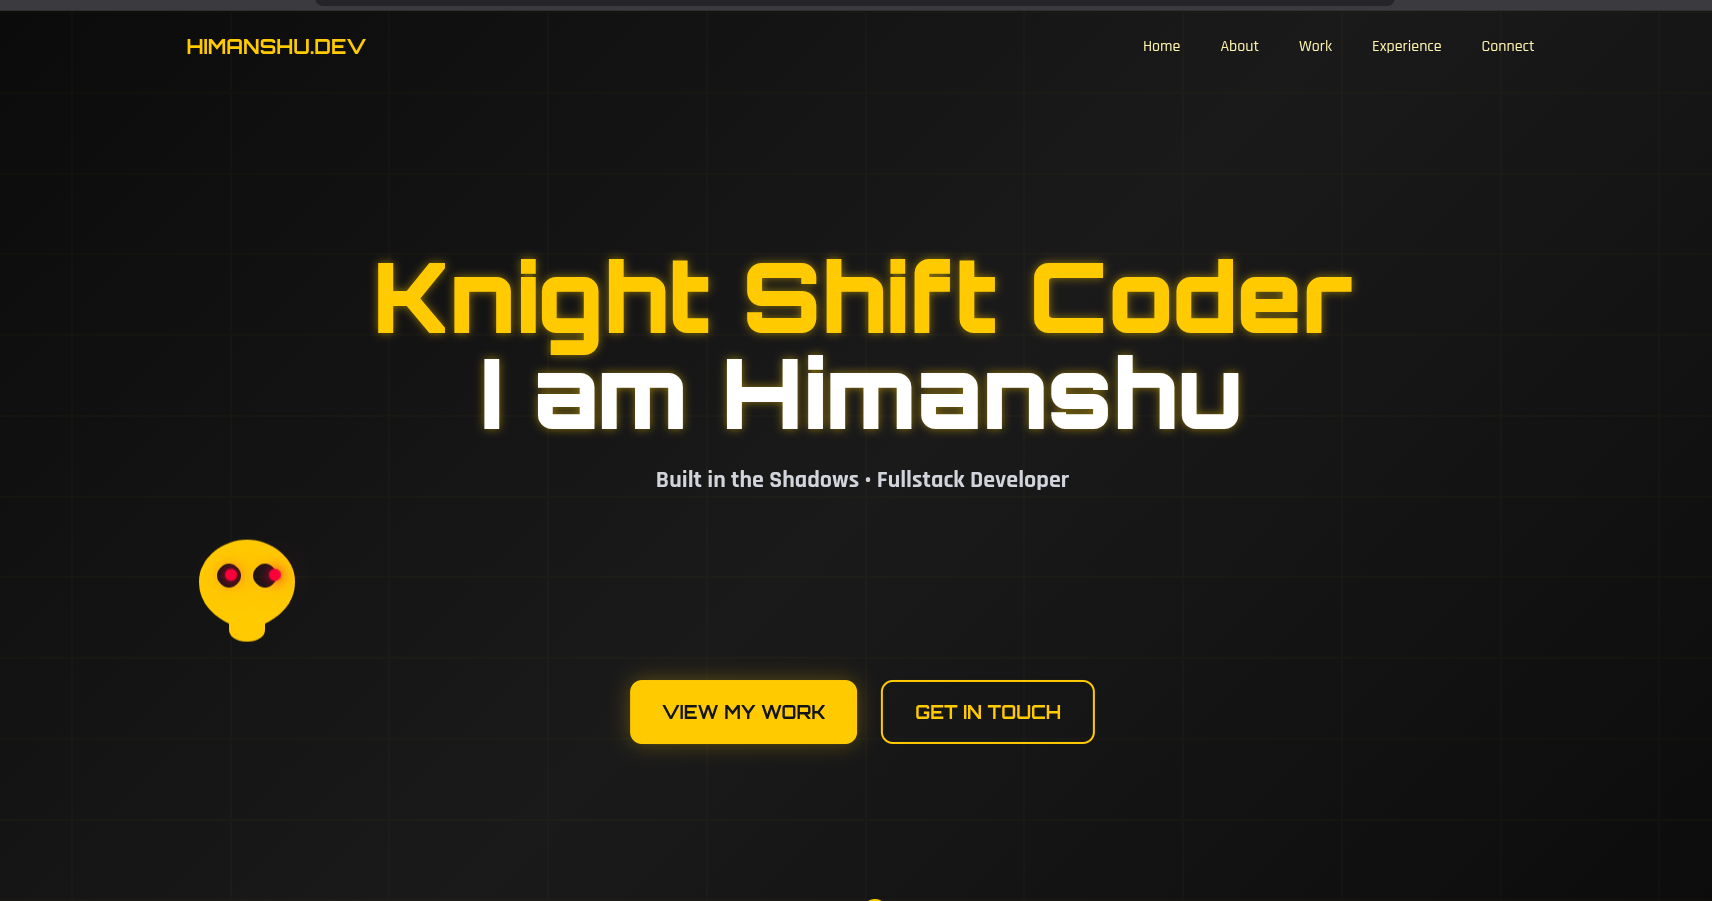 HIMANSHU.DEV
Home About Work Experience Connect
Knight Shift Coder
I am Himanshu
Built in the Shadows • Fullstack Developer
VIEW MY WORK
GET IN TOUCH